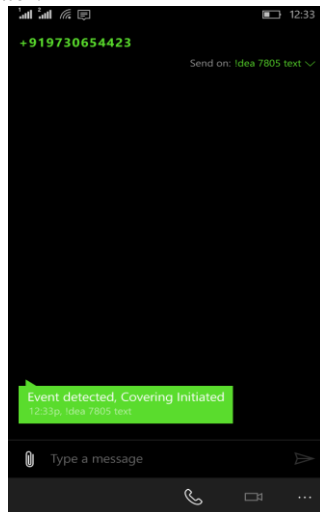 12:33
+919730654423
Send on: !dea 7805 text
Event detected, Covering Initiated
12:33p, !dea 7805 text
Type a message